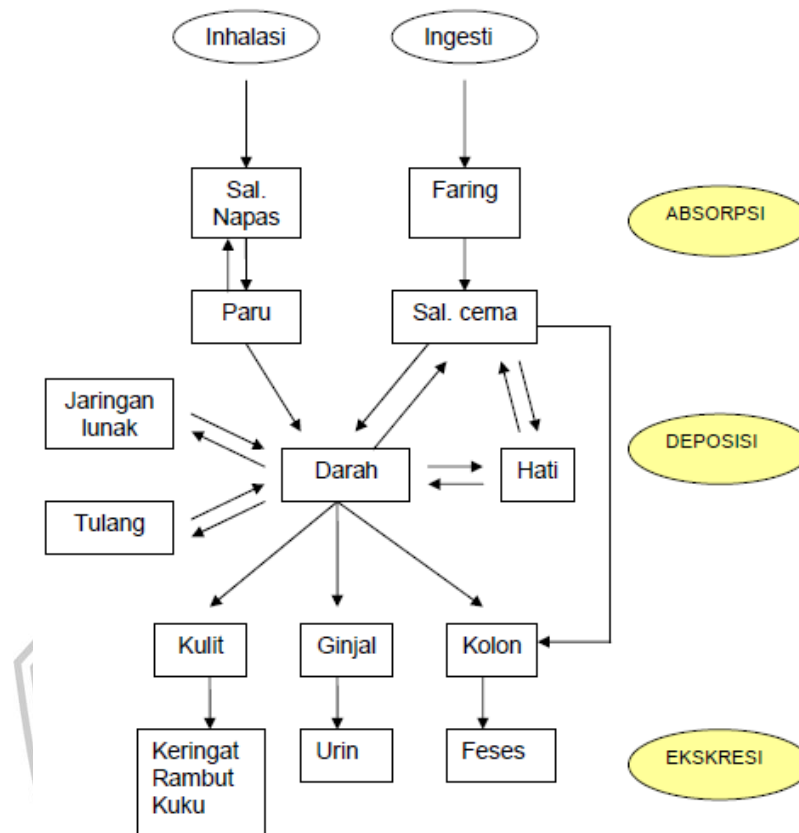 Inhalasi
Ingesti
Sal.
Napas
Faring
ABSORPSI
Paru
Sal. cerna
Jaringan
lunak
Darah
Hati
DEPOSISI
Tulang
Kulit
Ginjal
Kolon
Keringat
Rambut
Kuku
Urin
Feses
EKSKRESI